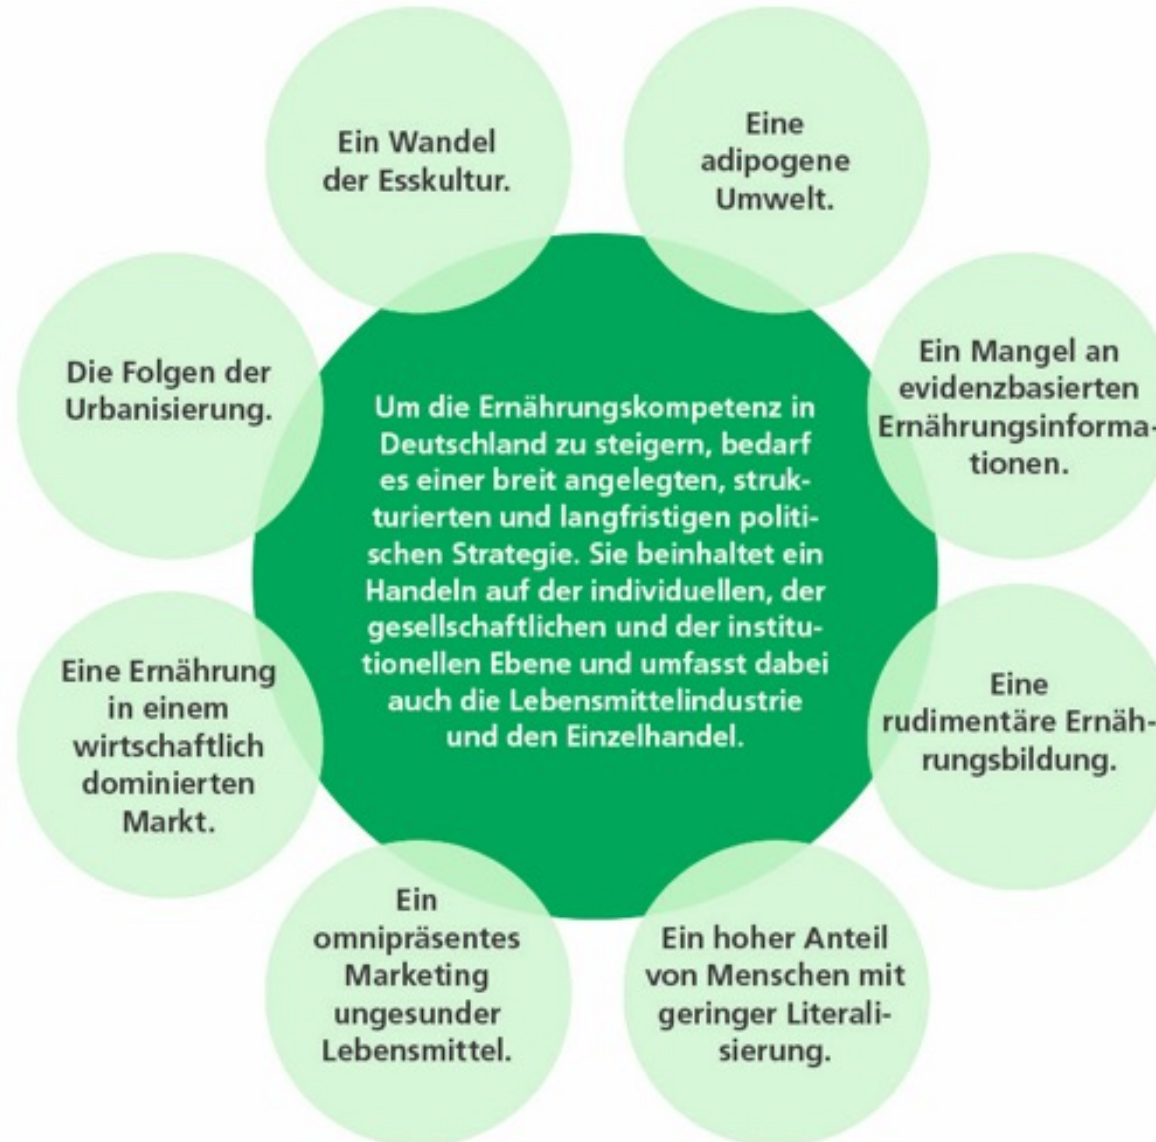 Ein Wandel
der Esskultur.
Eine
adipogene
Umwelt.
Die Folgen der
Urbanisierung.
Ein Mangel an
evidenzbasierten
Ernährungsinforma-
tionen.
Um die Ernährungskompetenz in
Deutschland zu steigern, bedarf
es einer breit angelegten, struk-
turierten und langfristigen politi-
schen Strategie. Sie beinhaltet ein
Handeln auf der individuellen, der
gesellschaftlichen und der institu-
tionellen Ebene und umfasst dabei
auch die Lebensmittelindustrie
und den Einzelhandel.
Eine Ernährung
in einem
wirtschaftlich
dominierten
Markt.
Eine
rudimentäre Ernäh-
rungsbildung.
Ein
omnipräsentes
Marketing
ungesunder
Lebensmittel.
Ein hoher Anteil
von Menschen mit
geringer Literali-
sierung.